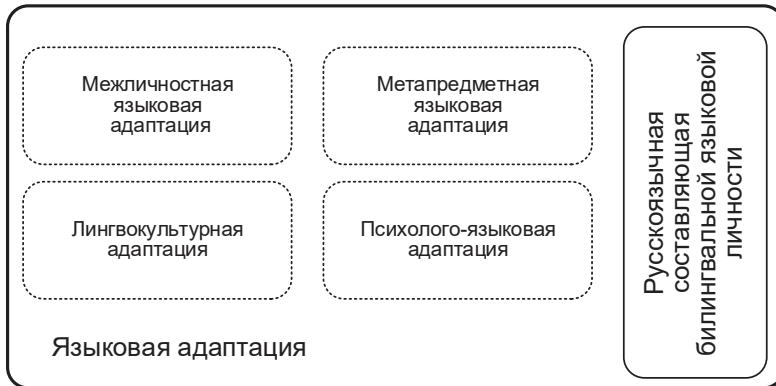 Межличностная
языковая
адаптация
Метапредметная
языковая
адаптация
Лингвокультурная
адаптация
Психолого-языковая
адаптация
Языковая адаптация
Русскоязычная
составляющая
билингвальной языковой
личности